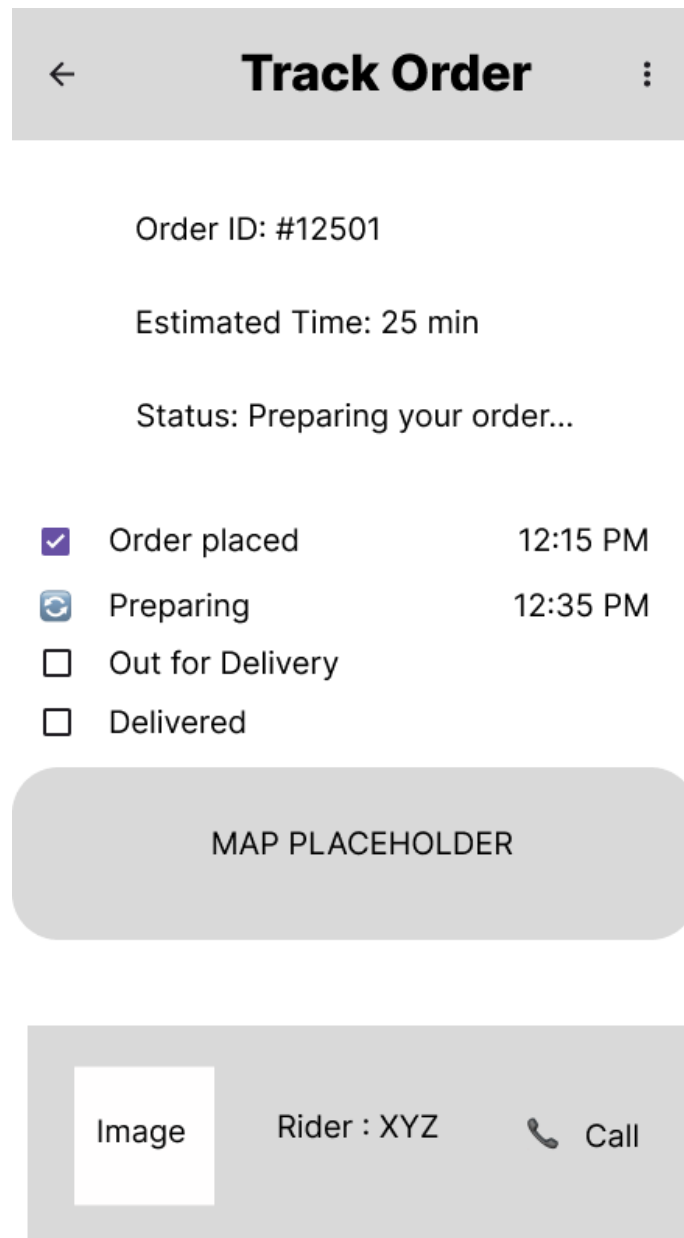 Track Order
Order ID: #12501
Estimated Time: 25 min
Status: Preparing your order...
Order placed 12:15 PM
Preparing 12:35 PM
Out for Delivery
Delivered
MAP PLACEHOLDER
Image Rider : XYZ Call